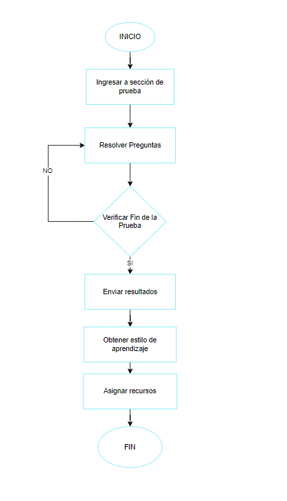 INICIO
Ingresar a sección de
prueba
Resolver Preguntas
NO
Verificar Fin de la
Prueba
SI
Enviar resultados
Obtener estilo de
aprendizaje
Asignar recursos
FIN